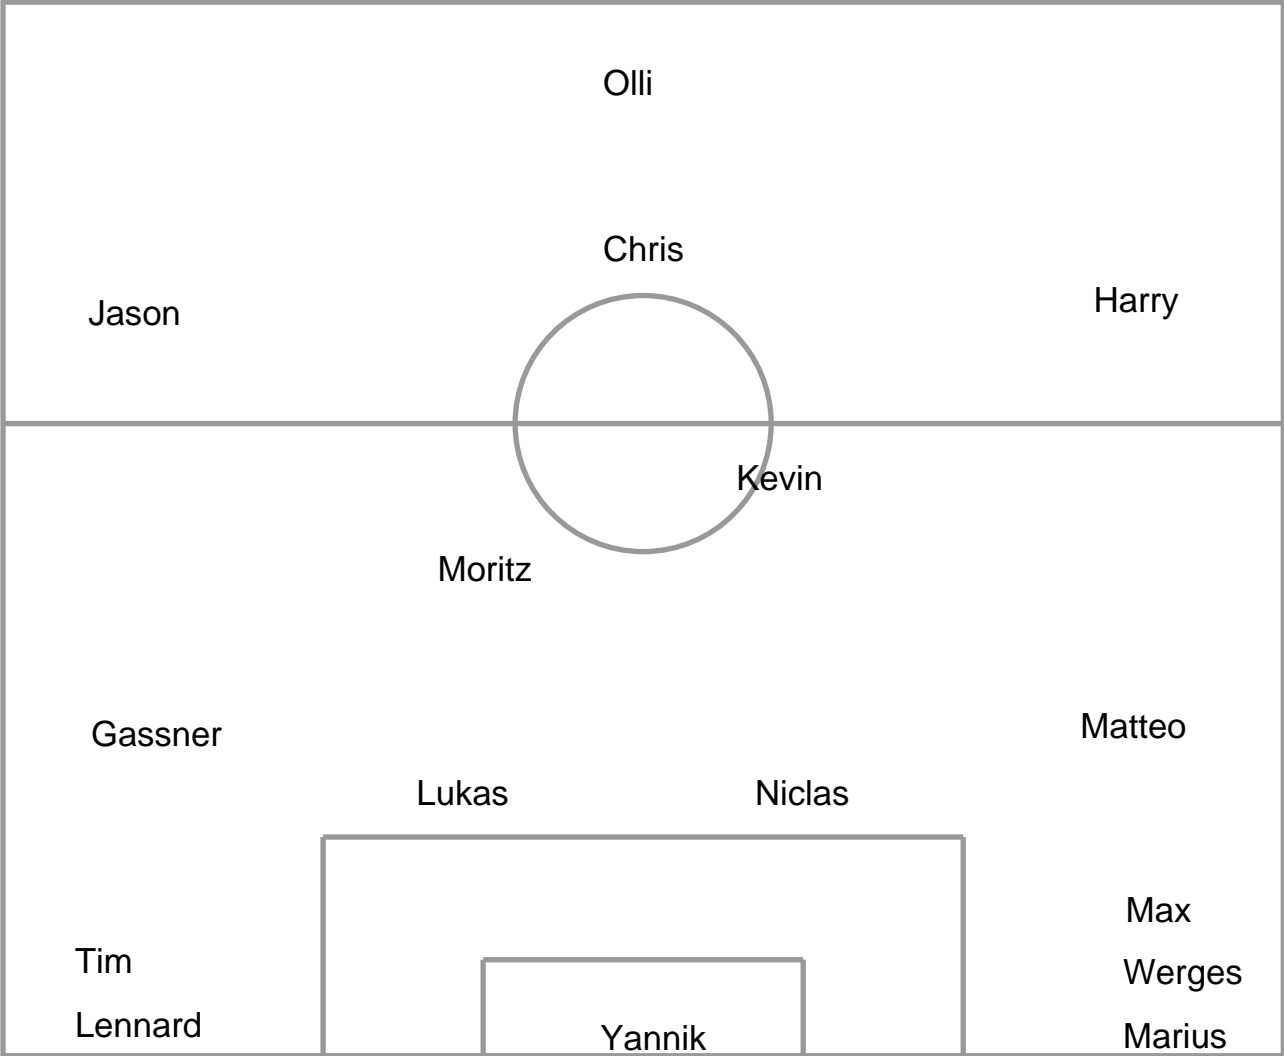 Olli
Chris
Jason
Harry
Kevin
Moritz
Gassner
Matteo
Lukas
Niclas
Max
Tim
Werges
Lennard
Yannik
Marius